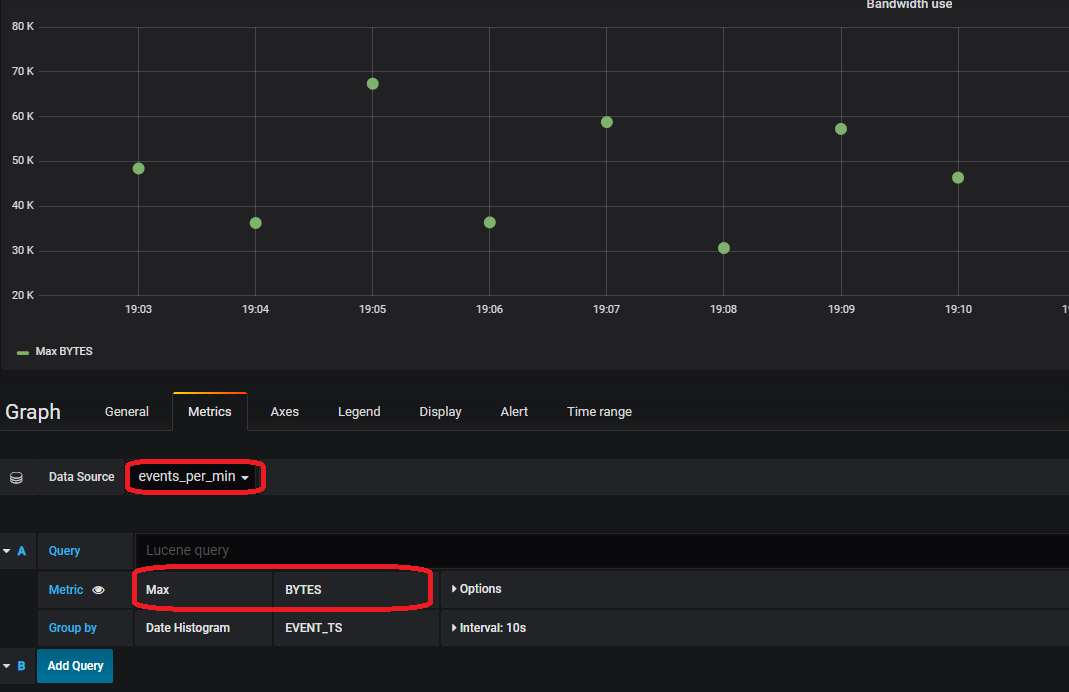 Bandwidth use
80 K
70 K
60 K
50 K
40 K
30 K
20 K
19:03 19:04 19:05 19:06 19:07 19:08 19:09 19:10
Max BYTES
Graph General Metrics Axes Legend Display Alert Time range
Data Source events_per_min
A Query Lucene query
Metric Max BYTES Options
Group by Date Histogram EVENT_TS Interval: 10s
B Add Query